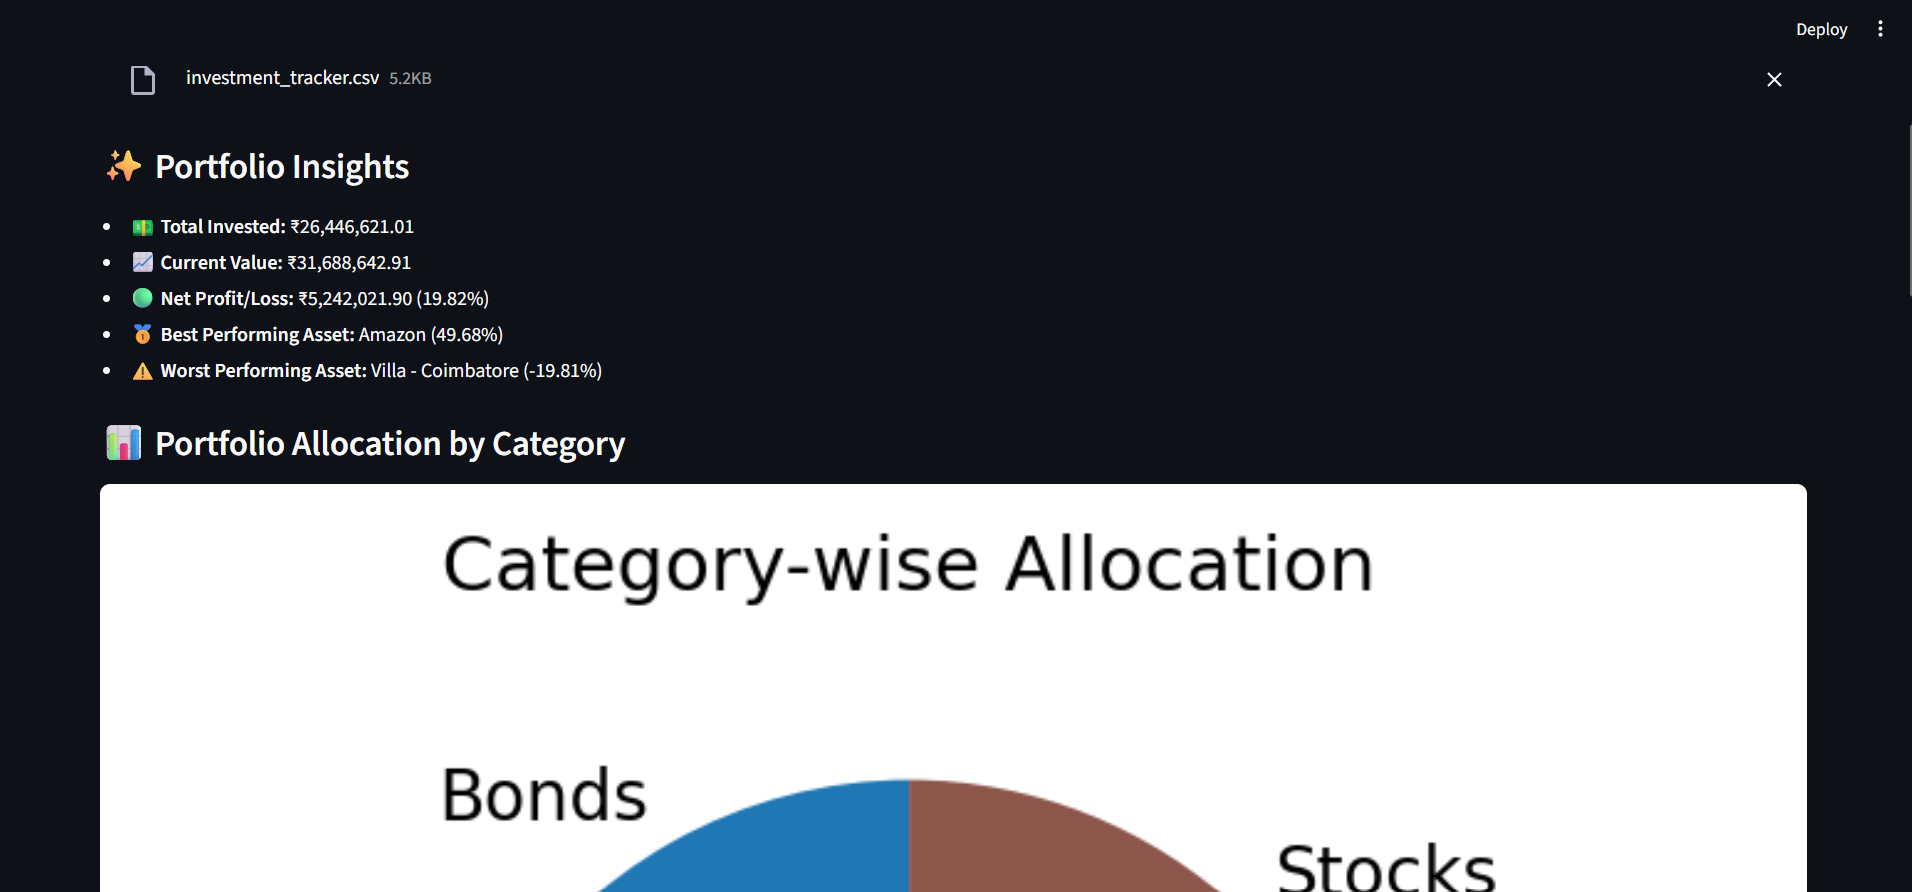 Deploy
investment_tracker.csv 5.2KB
Portfolio Insights
Total Invested: ₹26,446,621.01
Current Value: ₹31,688,642.91
Net Profit/Loss: ₹5,242,021.90 (19.82%)
Best Performing Asset: Amazon (49.68%)
Worst Performing Asset: Villa - Coimbatore (-19.81%)
Portfolio Allocation by Category
Category-wise Allocation
Bonds
Stocks